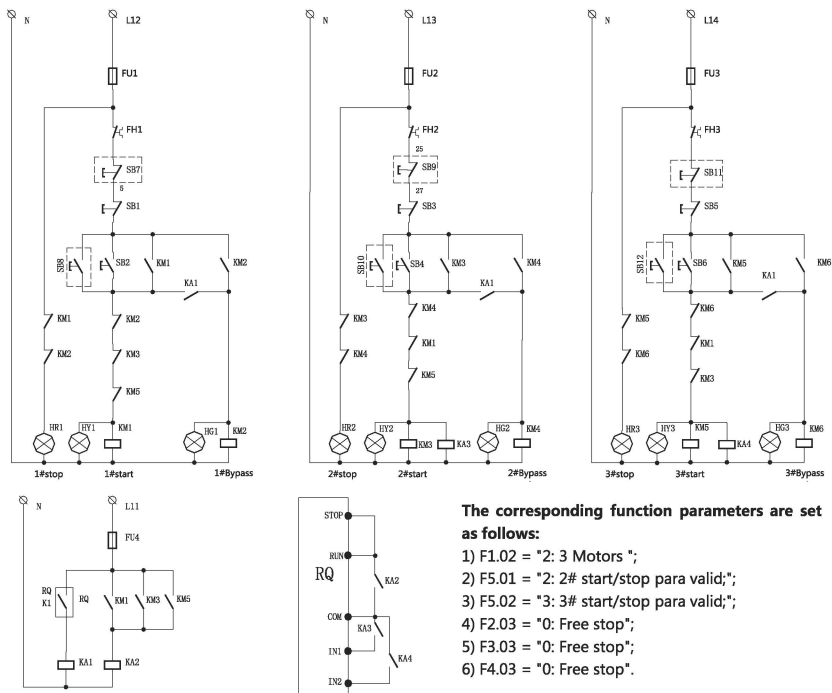 N L12 N L13 N L14
FU1 FU2 FU3
FH1 FH2 FH3
25
SB7 SB9 SB11
5 27
SB1 SB3 SB5
SB8 SB2 KM1 KM2 SB10 SB4 KM3 KM4 SB12 SB6 KM5 KM6
KA1 KA1 KA1
KM1 KM2 KM3 KM4 KM5 KM6
KM2 KM3 KM4 KM1 KM6 KM1
KM5 KM5 KM3
HR1 HY1 KM1 HG1 KM2 HR2 HY2 KM3 KA3 HG2 KM4 HR3 HY3 KM5 KA4 HG3 KM6
1#stop 1#start 1#Bypass 2#stop 2#start 2#Bypass 3#stop 3#start 3#Bypass
N L11
FU4
RQ
K1
RQ KM1 KM3 KM5
KA1 KA2
STOP
RUN
RQ
KA2
COM
KA3
IN1
KA4
IN2
The corresponding function parameters are set
as follows:
1) F1.02 = "2: 3 Motors ";
2) F5.01 = "2: 2# start/stop para valid;";
3) F5.02 = "3: 3# start/stop para valid;";
4) F2.03 = "0: Free stop";
5) F3.03 = "0: Free stop";
6) F4.03 = "0: Free stop".